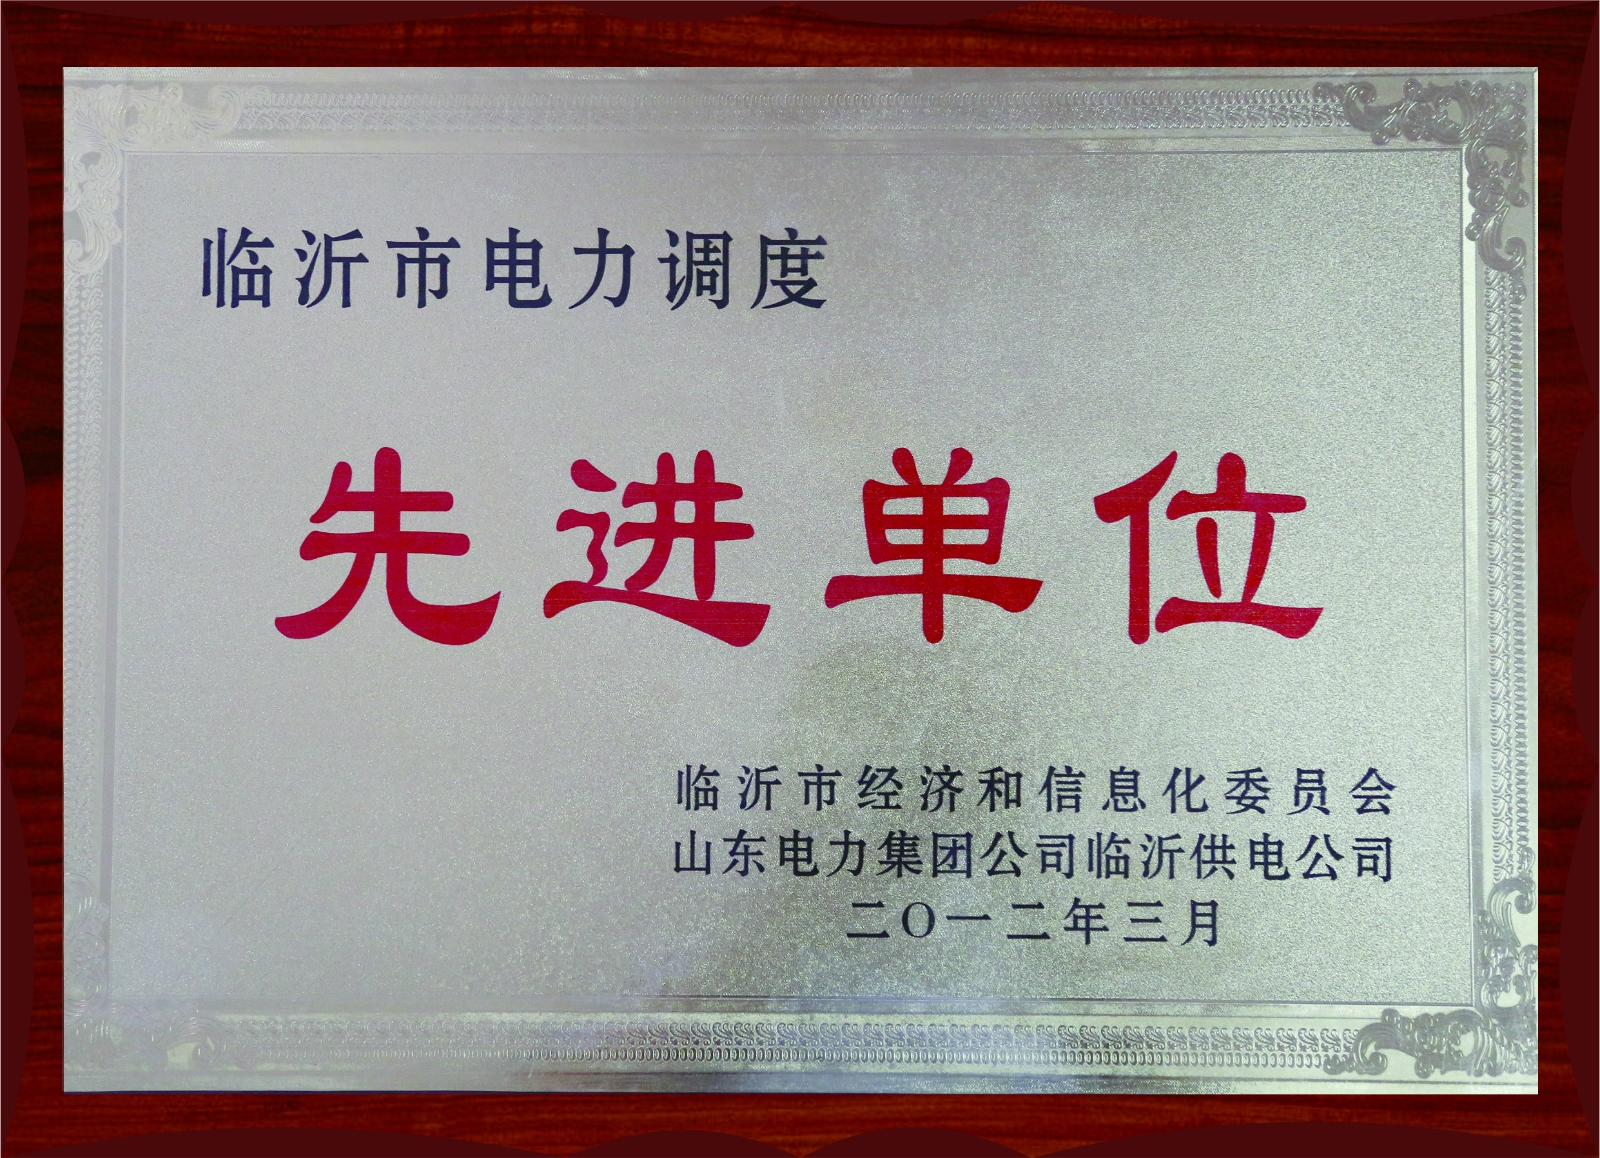 临沂市电力调度
先进单位
临沂市经济和信息化委员会
山东电力集团公司临沂供电公司
二〇一二年三月